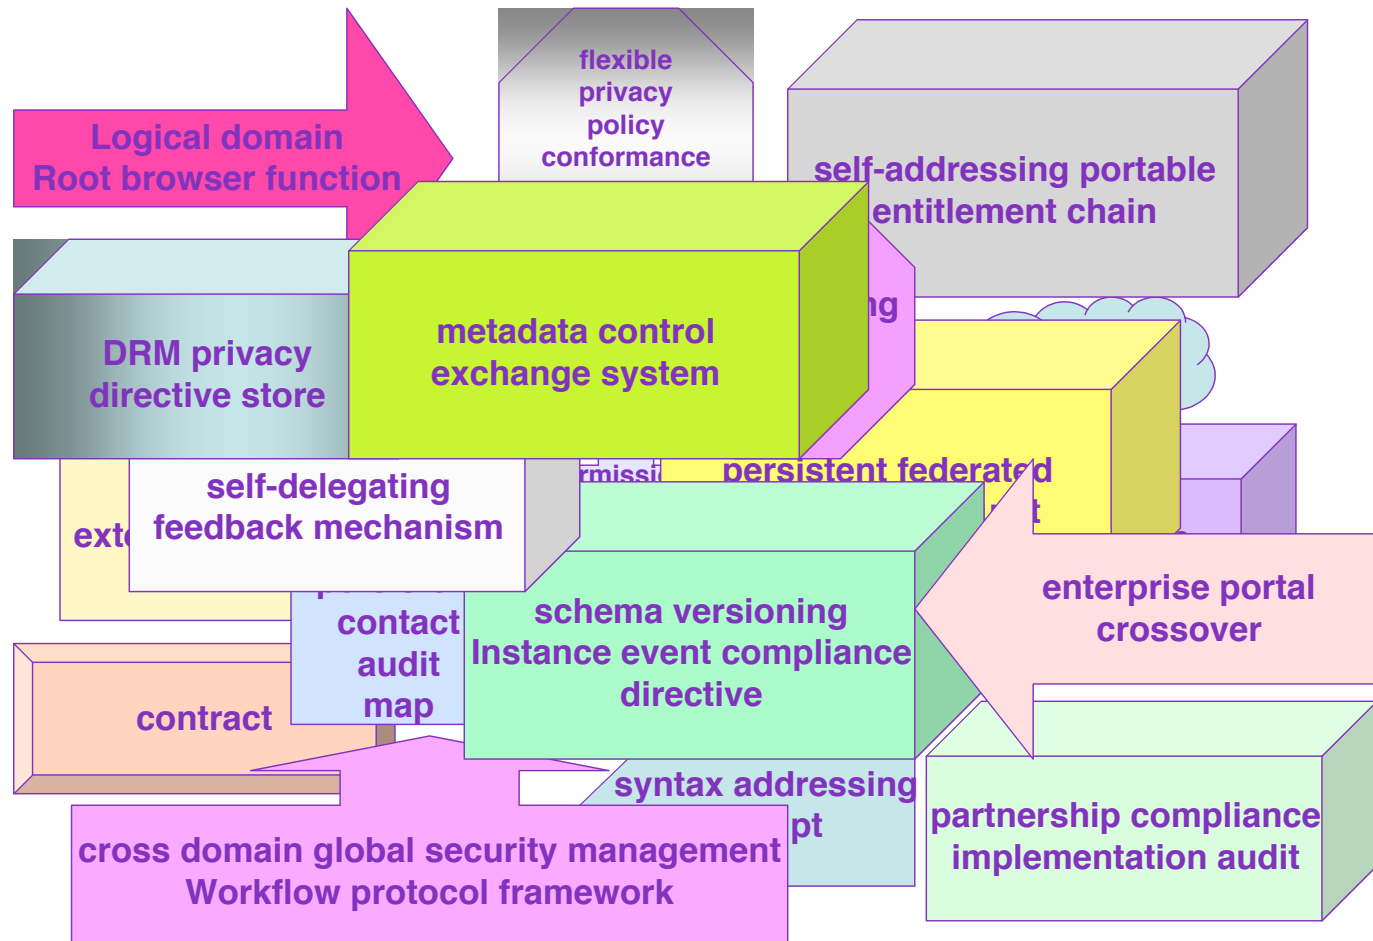 flexible
privacy
policy
conformance
Logical domain
Root browser function
self-addressing portable
entitlement chain
metadata control
exchange system
DRM privacy
directive store
persistent federated
self-delegating
feedback mechanism
schema versioning
Instance event compliance
directive
enterprise portal
crossover
contact
audit
map
contract
syntax addressing
partnership compliance
implementation audit
cross domain global security management
Workflow protocol framework